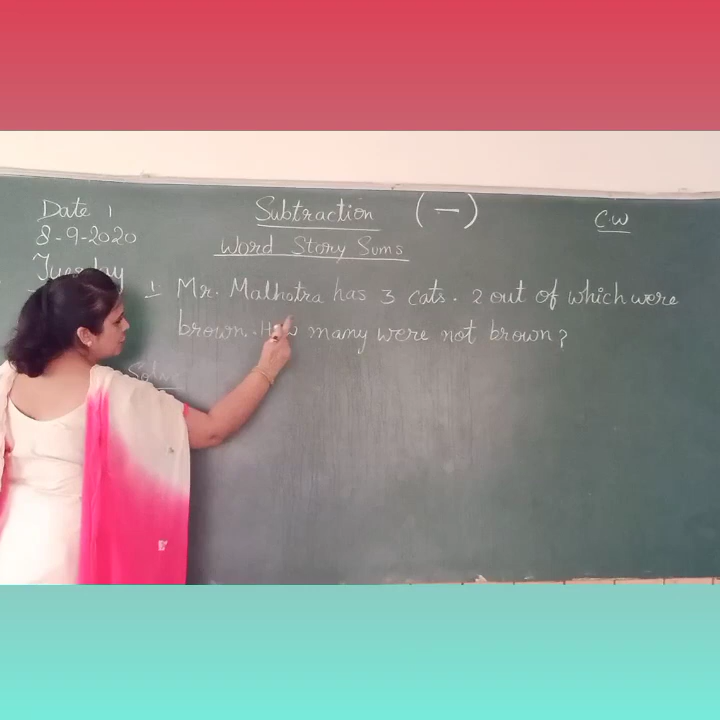 Date 1
8-9-2020
Tuesday
Subtraction (-)
C.W
Word Story Sums
1 Mr. Malhotra has 3 cats. 2 out of which were
brown. How many were not brown?